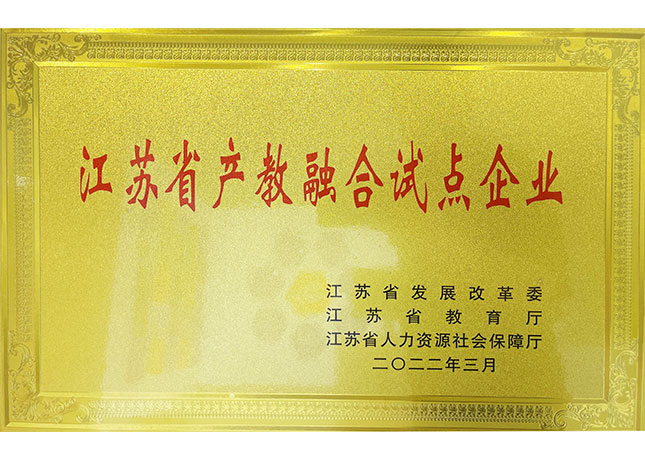 江苏省产教融合试点企业
江苏省发展改革委
江苏省教育厅
江苏省人力资源社会保障厅
二〇二二年三月